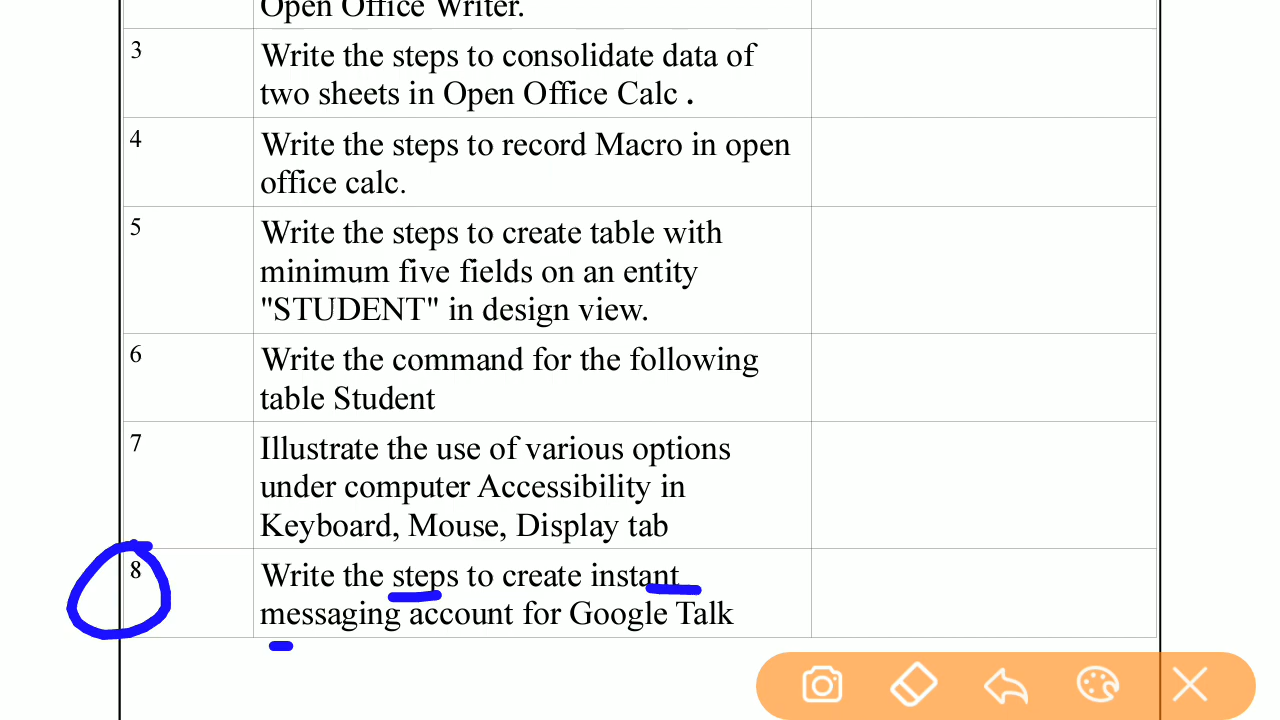 Open Office Writer.
3
Write the steps to consolidate data of
two sheets in Open Office Calc .
4
Write the steps to record Macro in open
office calc.
5
Write the steps to create table with
minimum five fields on an entity
"STUDENT" in design view.
6
Write the command for the following
table Student
7
Illustrate the use of various options
under computer Accessibility in
Keyboard, Mouse, Display tab
8
Write the steps to create instant
messaging account for Google Talk